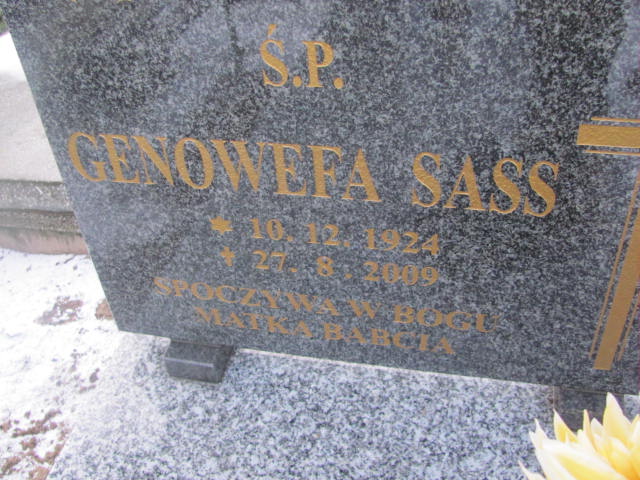 Ś.P.
GENOWEFA SASS
* 10. 12. 1924
✝ 27. 8. 2009
SPOCZYWA W BOGU
MATKA BABCIA